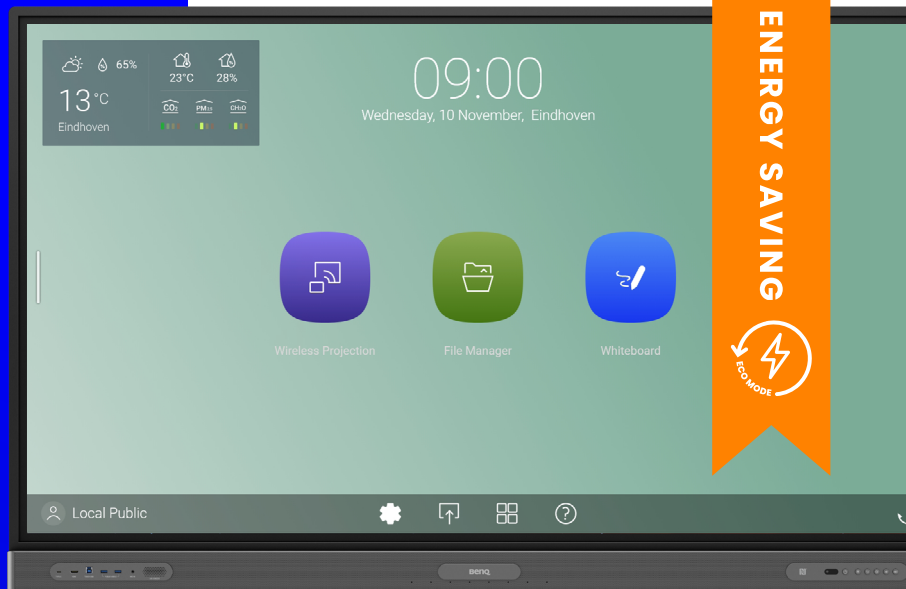 65%
23°C
28%
13°C
Eindhoven
CO₂
PM2.5
CH₂O
09:00
Wednesday, 10 November, Eindhoven
Wireless Projection
File Manager
Whiteboard
ENERGY SAVING
ECO MODE
Local Public
?
BenQ